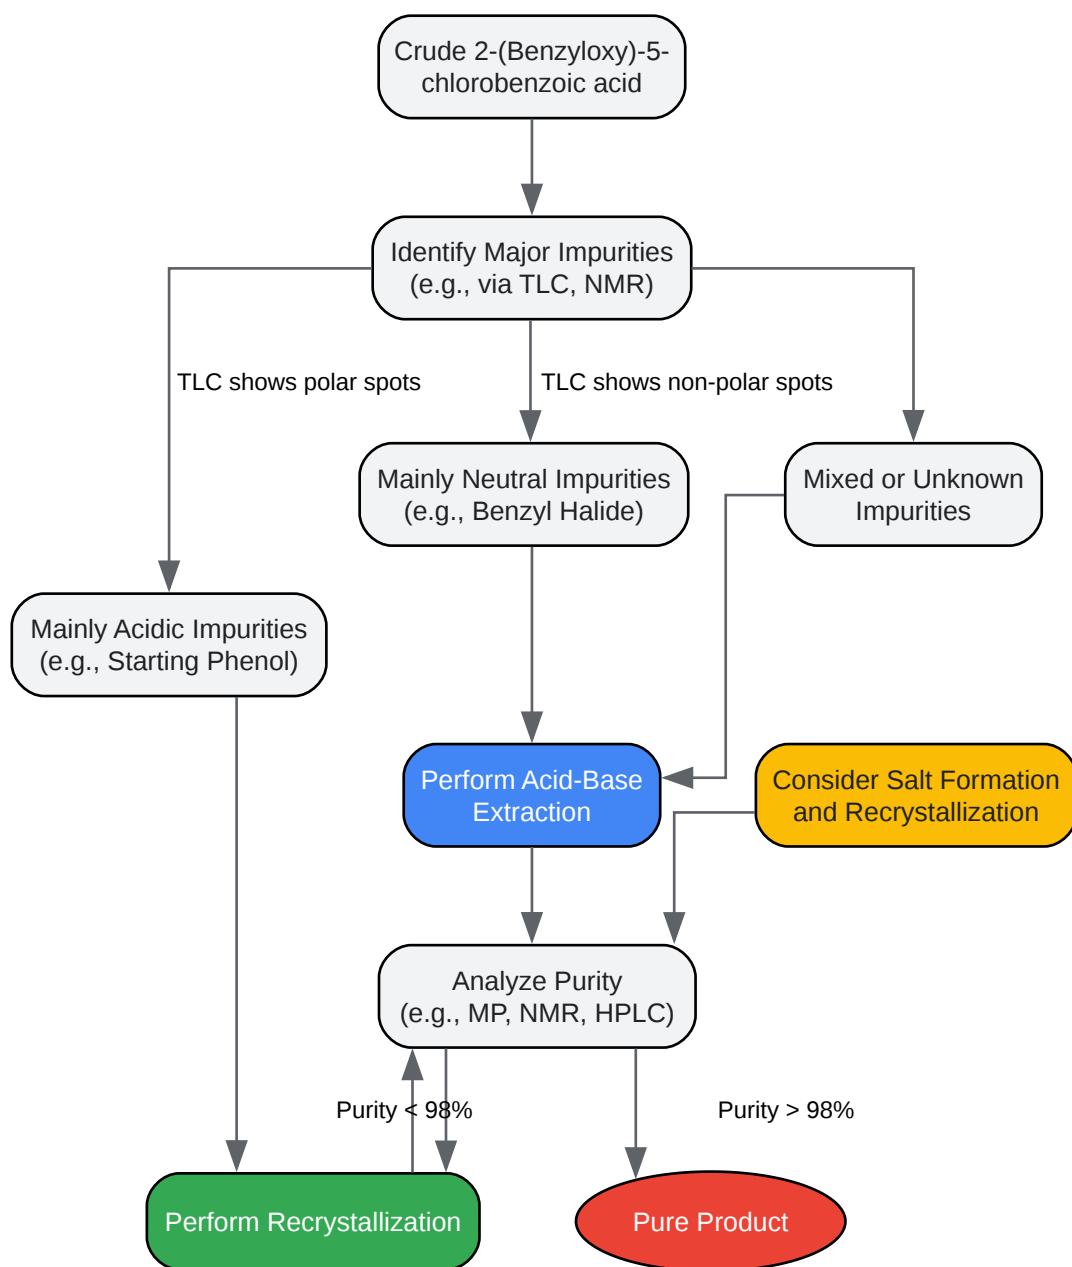 Crude 2-(Benzyloxy)-5-
chlorobenzoic acid
Identify Major Impurities
(e.g., via TLC, NMR)
TLC shows polar spots
TLC shows non-polar spots
Mainly Neutral Impurities
(e.g., Benzyl Halide)
Mixed or Unknown
Impurities
Mainly Acidic Impurities
(e.g., Starting Phenol)
Perform Acid-Base
Extraction
Consider Salt Formation
and Recrystallization
Analyze Purity
(e.g., MP, NMR, HPLC)
Purity < 98%
Purity > 98%
Perform Recrystallization
Pure Product